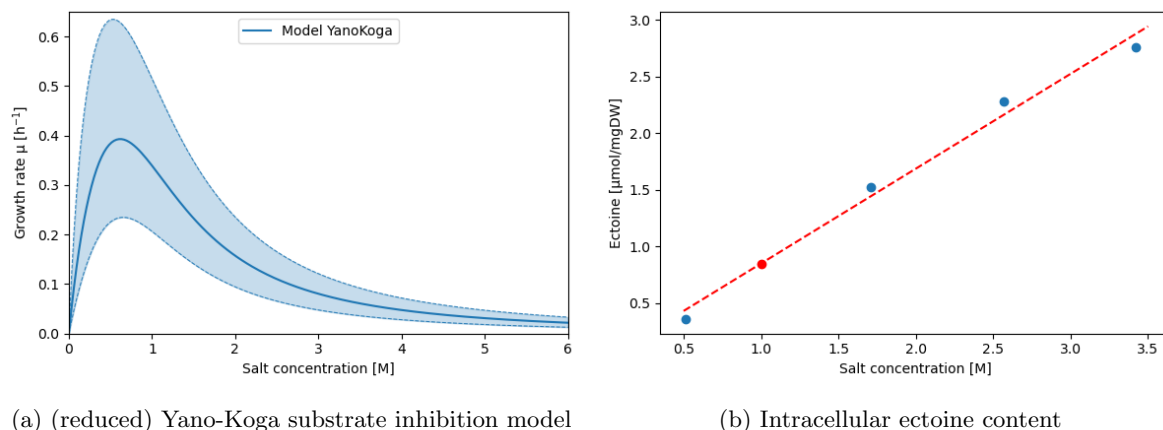 Model YanoKoga
Growth rate μ [h⁻¹]
0.6
0.5
0.4
0.3
0.2
0.1
0.0
0 1 2 3 4 5 6
Salt concentration [M]
(a) (reduced) Yano-Koga substrate inhibition model
Ectoine [μmol/mgDW]
3.0
2.5
2.0
1.5
1.0
0.5
0.5 1.0 1.5 2.0 2.5 3.0 3.5
Salt concentration [M]
(b) Intracellular ectoine content